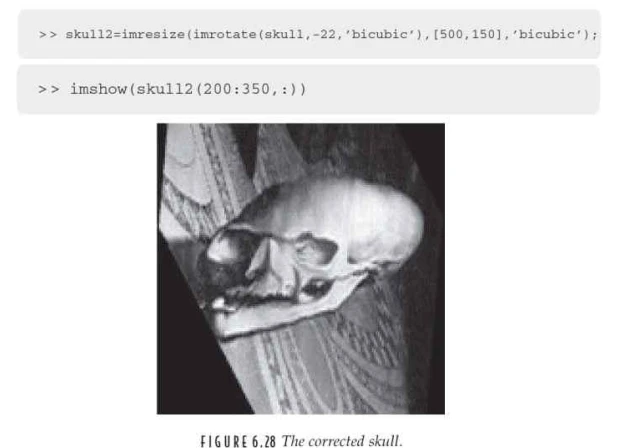 >> skull2=imresize(imrotate(skull,-22,'bicubic'),[500,150],'bicubic');
>> imshow(skull2(200:350,:))
FIGURE 6.28 The corrected skull.